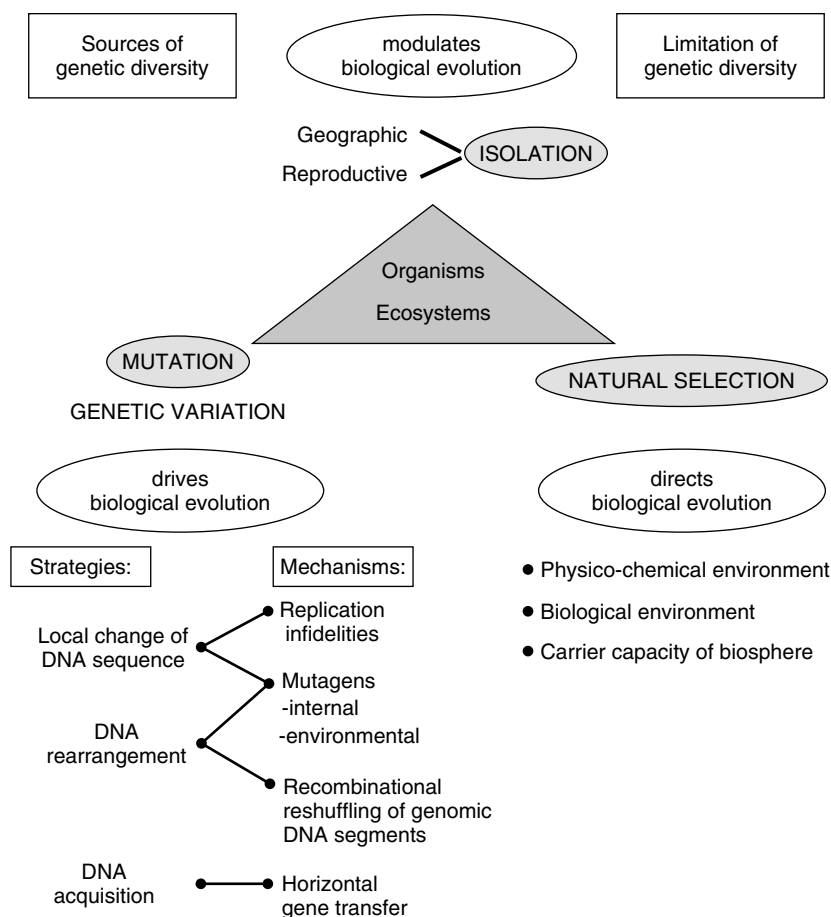 Sources of
genetic diversity
modulates
biological evolution
Limitation of
genetic diversity
Geographic
Reproductive
ISOLATION
Organisms
Ecosystems
MUTATION
GENETIC VARIATION
NATURAL SELECTION
drives
biological evolution
directs
biological evolution
Strategies:
Mechanisms:
Local change of
DNA sequence
Replication
infidelities
Mutagens
-internal
-environmental
DNA
rearrangement
Recombinational
reshuffling of genomic
DNA segments
DNA
acquisition
Horizontal
gene transfer
• Physico-chemical environment
• Biological environment
• Carrier capacity of biosphere